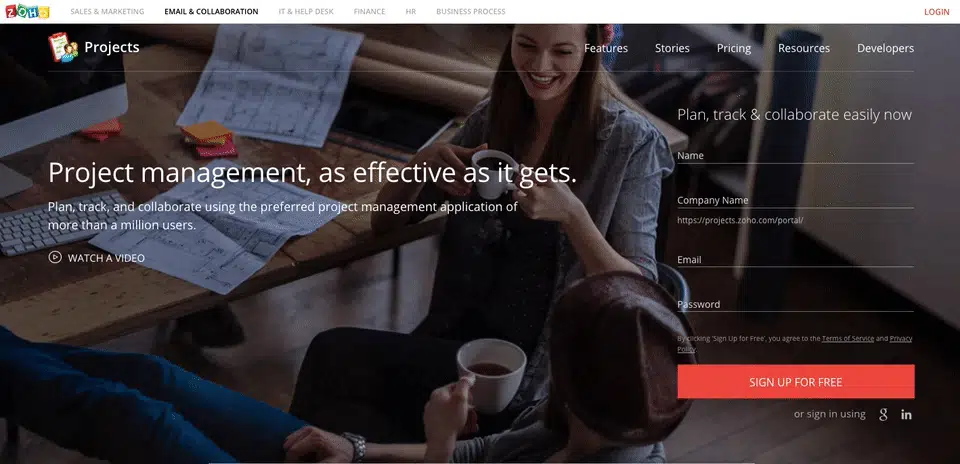 ZOHO SALES & MARKETING EMAIL & COLLABORATION IT & HELP DESK FINANCE HR BUSINESS PROCESS LOGIN
Projects Features Stories Pricing Resources Developers
Project management, as effective as it gets.
Plan, track, and collaborate using the preferred project management application of
more than a million users.
WATCH A VIDEO
Plan, track & collaborate easily now
Name
Company Name
https://projects.zoho.com/portal/
Email
Password
By clicking 'Sign Up for Free', you agree to the Terms of Service and Privacy
Policy.
SIGN UP FOR FREE
or sign in using g in